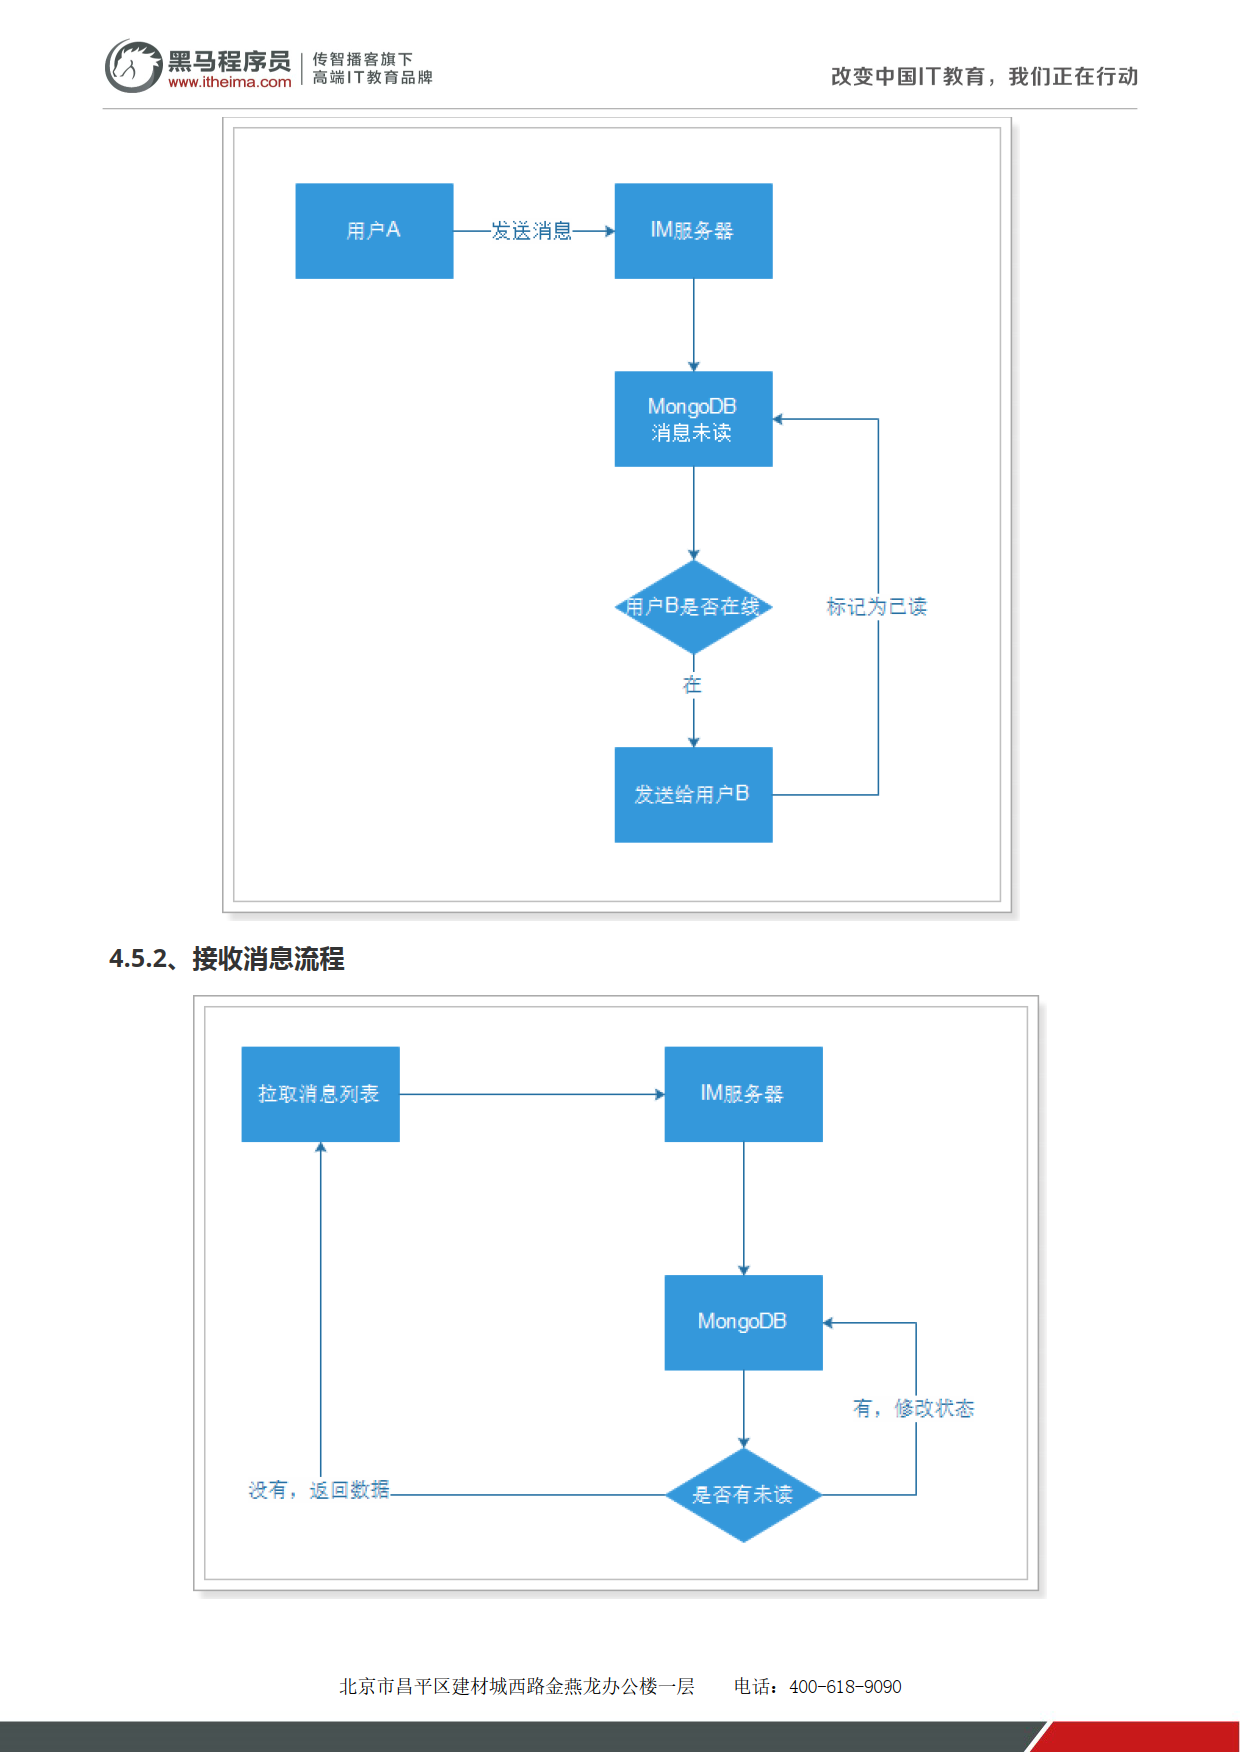 黑马程序员
www.itheima.com
传智播客旗下
高端IT教育品牌
改变中国IT教育，我们正在行动
用户A
发送消息
IM服务器
MongoDB
消息未读
用户B是否在线
标记为已读
在
发送给用户B
4.5.2、接收消息流程
拉取消息列表
IM服务器
MongoDB
有，修改状态
没有，返回数据
是否有未读
北京市昌平区建材城西路金燕龙办公楼一层 电话：400-618-9090